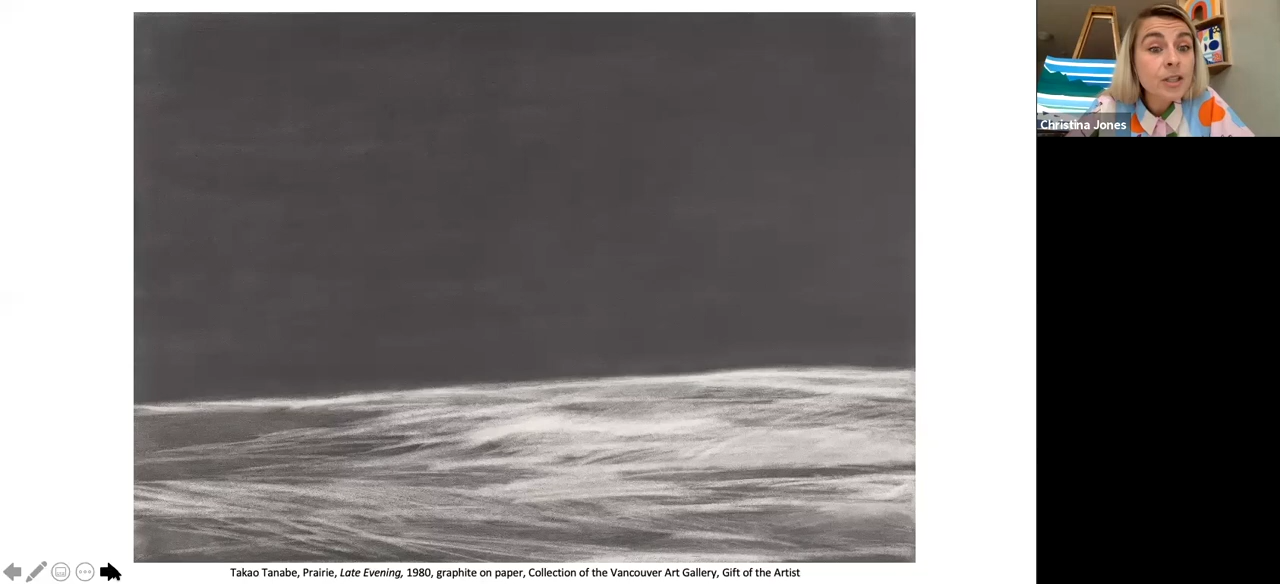 Christina Jones
Takao Tanabe, Prairie, Late Evening, 1980, graphite on paper, Collection of the Vancouver Art Gallery, Gift of the Artist